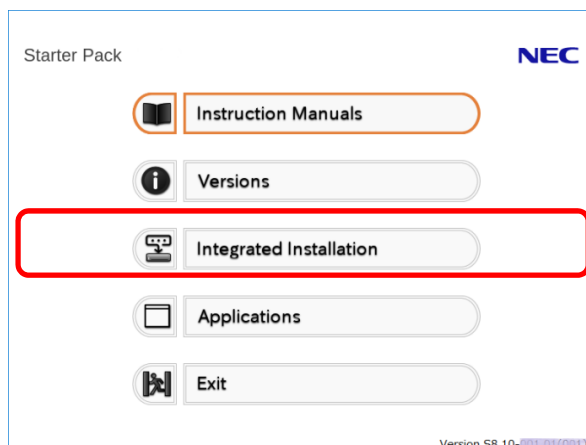 Starter Pack
NEC
Instruction Manuals
Versions
Integrated Installation
Applications
Exit
Version S8.10-